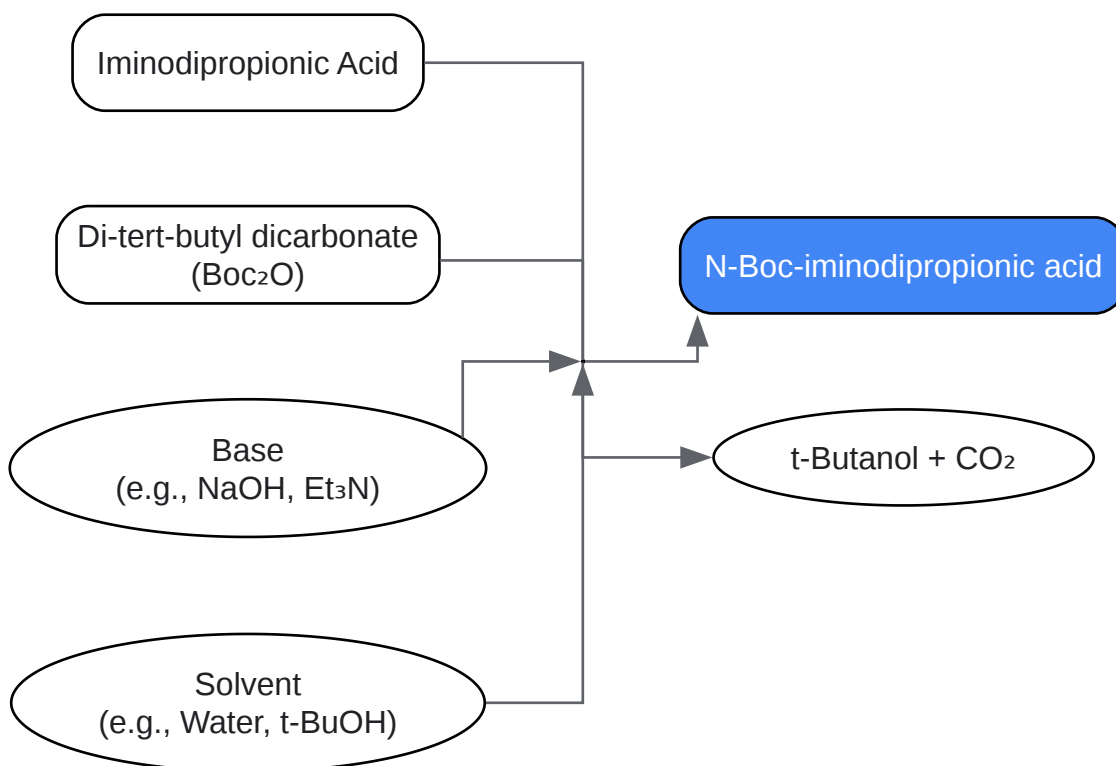 Iminodipropionic Acid
Di-tert-butyl dicarbonate
(Boc₂O)
N-Boc-iminodipropionic acid
Base
(e.g., NaOH, Et₃N)
t-Butanol + CO₂
Solvent
(e.g., Water, t-BuOH)